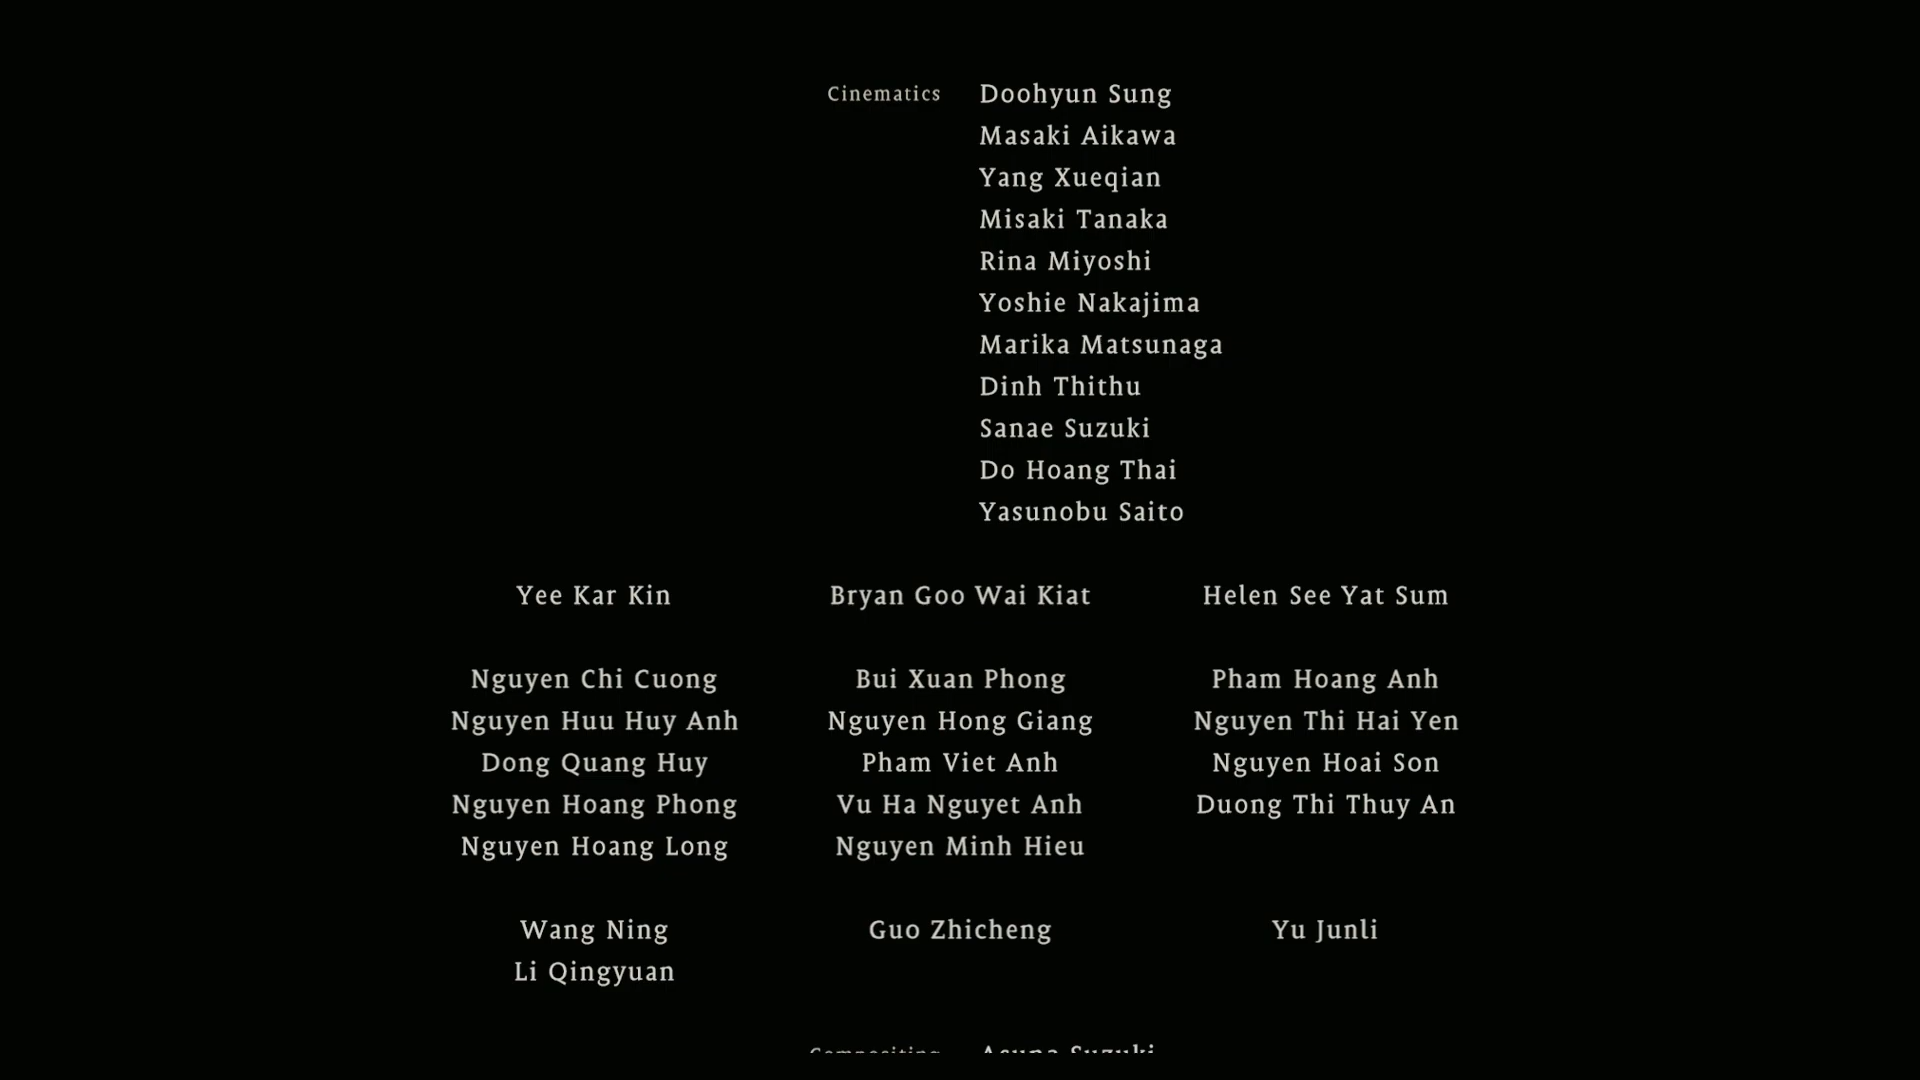 Cinematics Doohyun Sung
Masaki Aikawa
Yang Xueqian
Misaki Tanaka
Rina Miyoshi
Yoshie Nakajima
Marika Matsunaga
Dinh Thithu
Sanae Suzuki
Do Hoang Thai
Yasunobu Saito
Yee Kar Kin Bryan Goo Wai Kiat Helen See Yat Sum
Nguyen Chi Cuong Bui Xuan Phong Pham Hoang Anh
Nguyen Huu Huy Anh Nguyen Hong Giang Nguyen Thi Hai Yen
Dong Quang Huy Pham Viet Anh Nguyen Hoai Son
Nguyen Hoang Phong Vu Ha Nguyet Anh Duong Thi Thuy An
Nguyen Hoang Long Nguyen Minh Hieu
Wang Ning Guo Zhicheng Yu Junli
Li Qingyuan
Compositing Asuna Suzuki